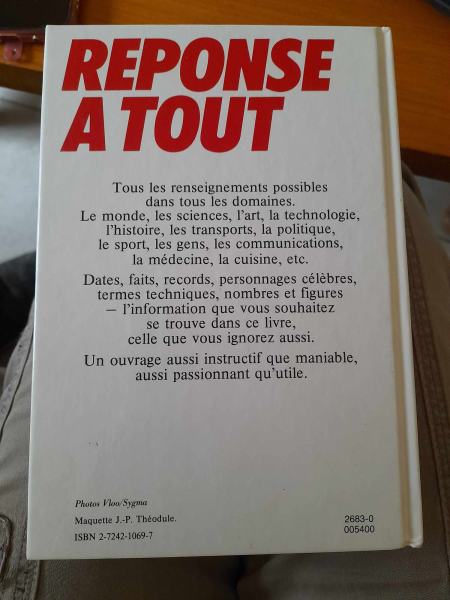 REPONSE
A TOUT
Tous les renseignements possibles
dans tous les domaines.
Le monde, les sciences, l'art, la technologie,
l'histoire, les transports, la politique,
le sport, les gens, les communications,
la médecine, la cuisine, etc.
Dates, faits, records, personnages célèbres,
termes techniques, nombres et figures
— l'information que vous souhaitez
se trouve dans ce livre,
celle que vous ignorez aussi.
Un ouvrage aussi instructif que maniable,
aussi passionnant qu'utile.
Photos Vloo/Sygma
Maquette J.-P. Théodule.
ISBN 2-7242-1069-7
2683-0
005400